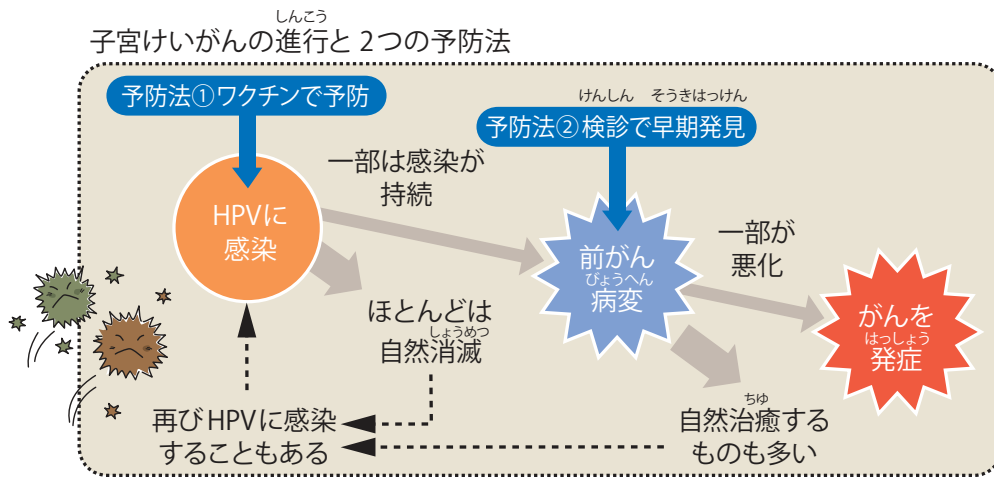 しんこう
子宮けいがんの進行と2つの予防法
予防法①ワクチンで予防
けんしん そうきはっけん
予防法②検診で早期発見
一部は感染が
持続
HPVに
感染
前がん
びょうへん
病変
一部が
悪化
がんを
はっしょう
発症
ほとんどは
しょうめつ
自然消滅
再びHPVに感染
することもある
ちゆ
自然治癒する
ものも多い